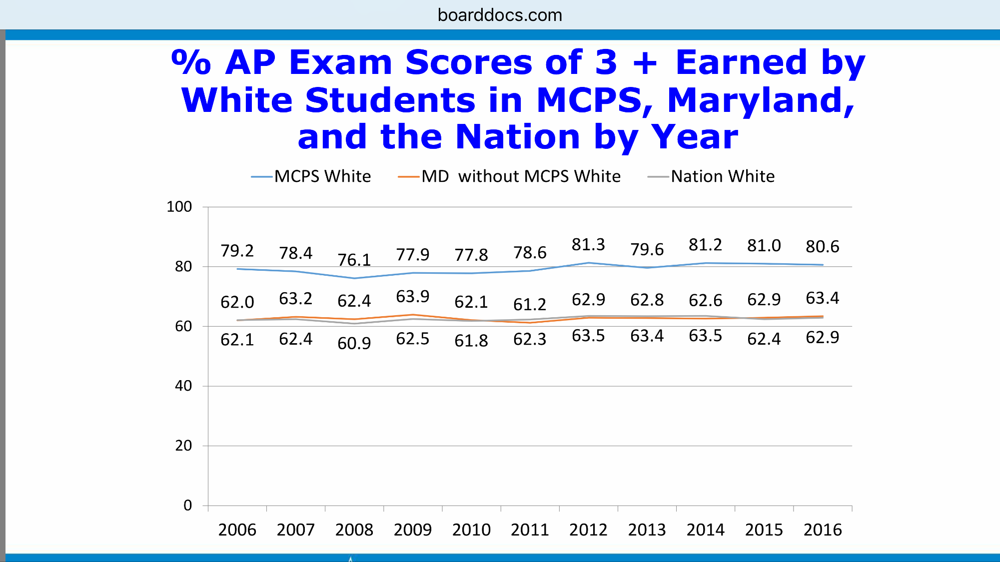 boarddocs.com
% AP Exam Scores of 3 + Earned by
White Students in MCPS, Maryland,
and the Nation by Year
MCPS White MD without MCPS White Nation White
100
79.2 78.4 76.1 77.9 77.8 78.6 81.3 79.6 81.2 81.0 80.6
80
62.0 63.2 62.4 63.9 62.1 61.2 62.9 62.8 62.6 62.9 63.4
60
62.1 62.4 60.9 62.5 61.8 62.3 63.5 63.4 63.5 62.4 62.9
40
20
0
2006 2007 2008 2009 2010 2011 2012 2013 2014 2015 2016